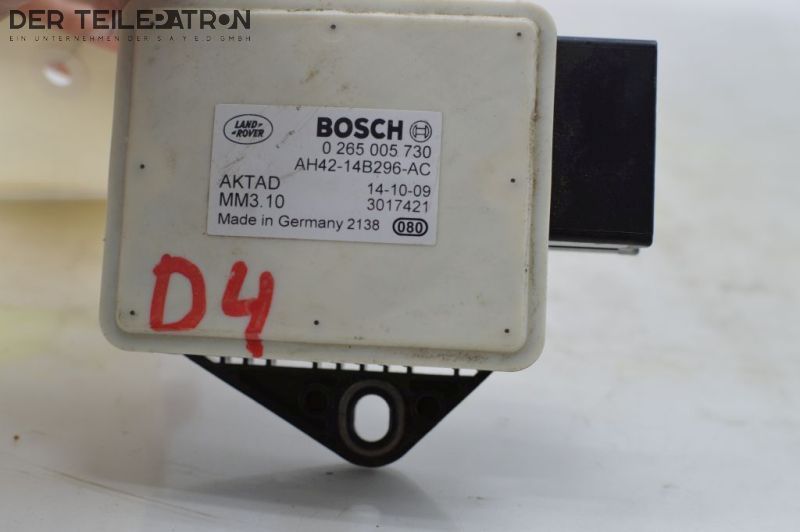 DER TEILEPATRON
EIN UNTERNEHMEN DER S A Y E.D GMBH
LAND-
-ROVER
BOSCH
0 265 005 730
AH42-14B296-AC
AKTAD 14-10-09
MM3.10 3017421
Made in Germany 2138 080
D4